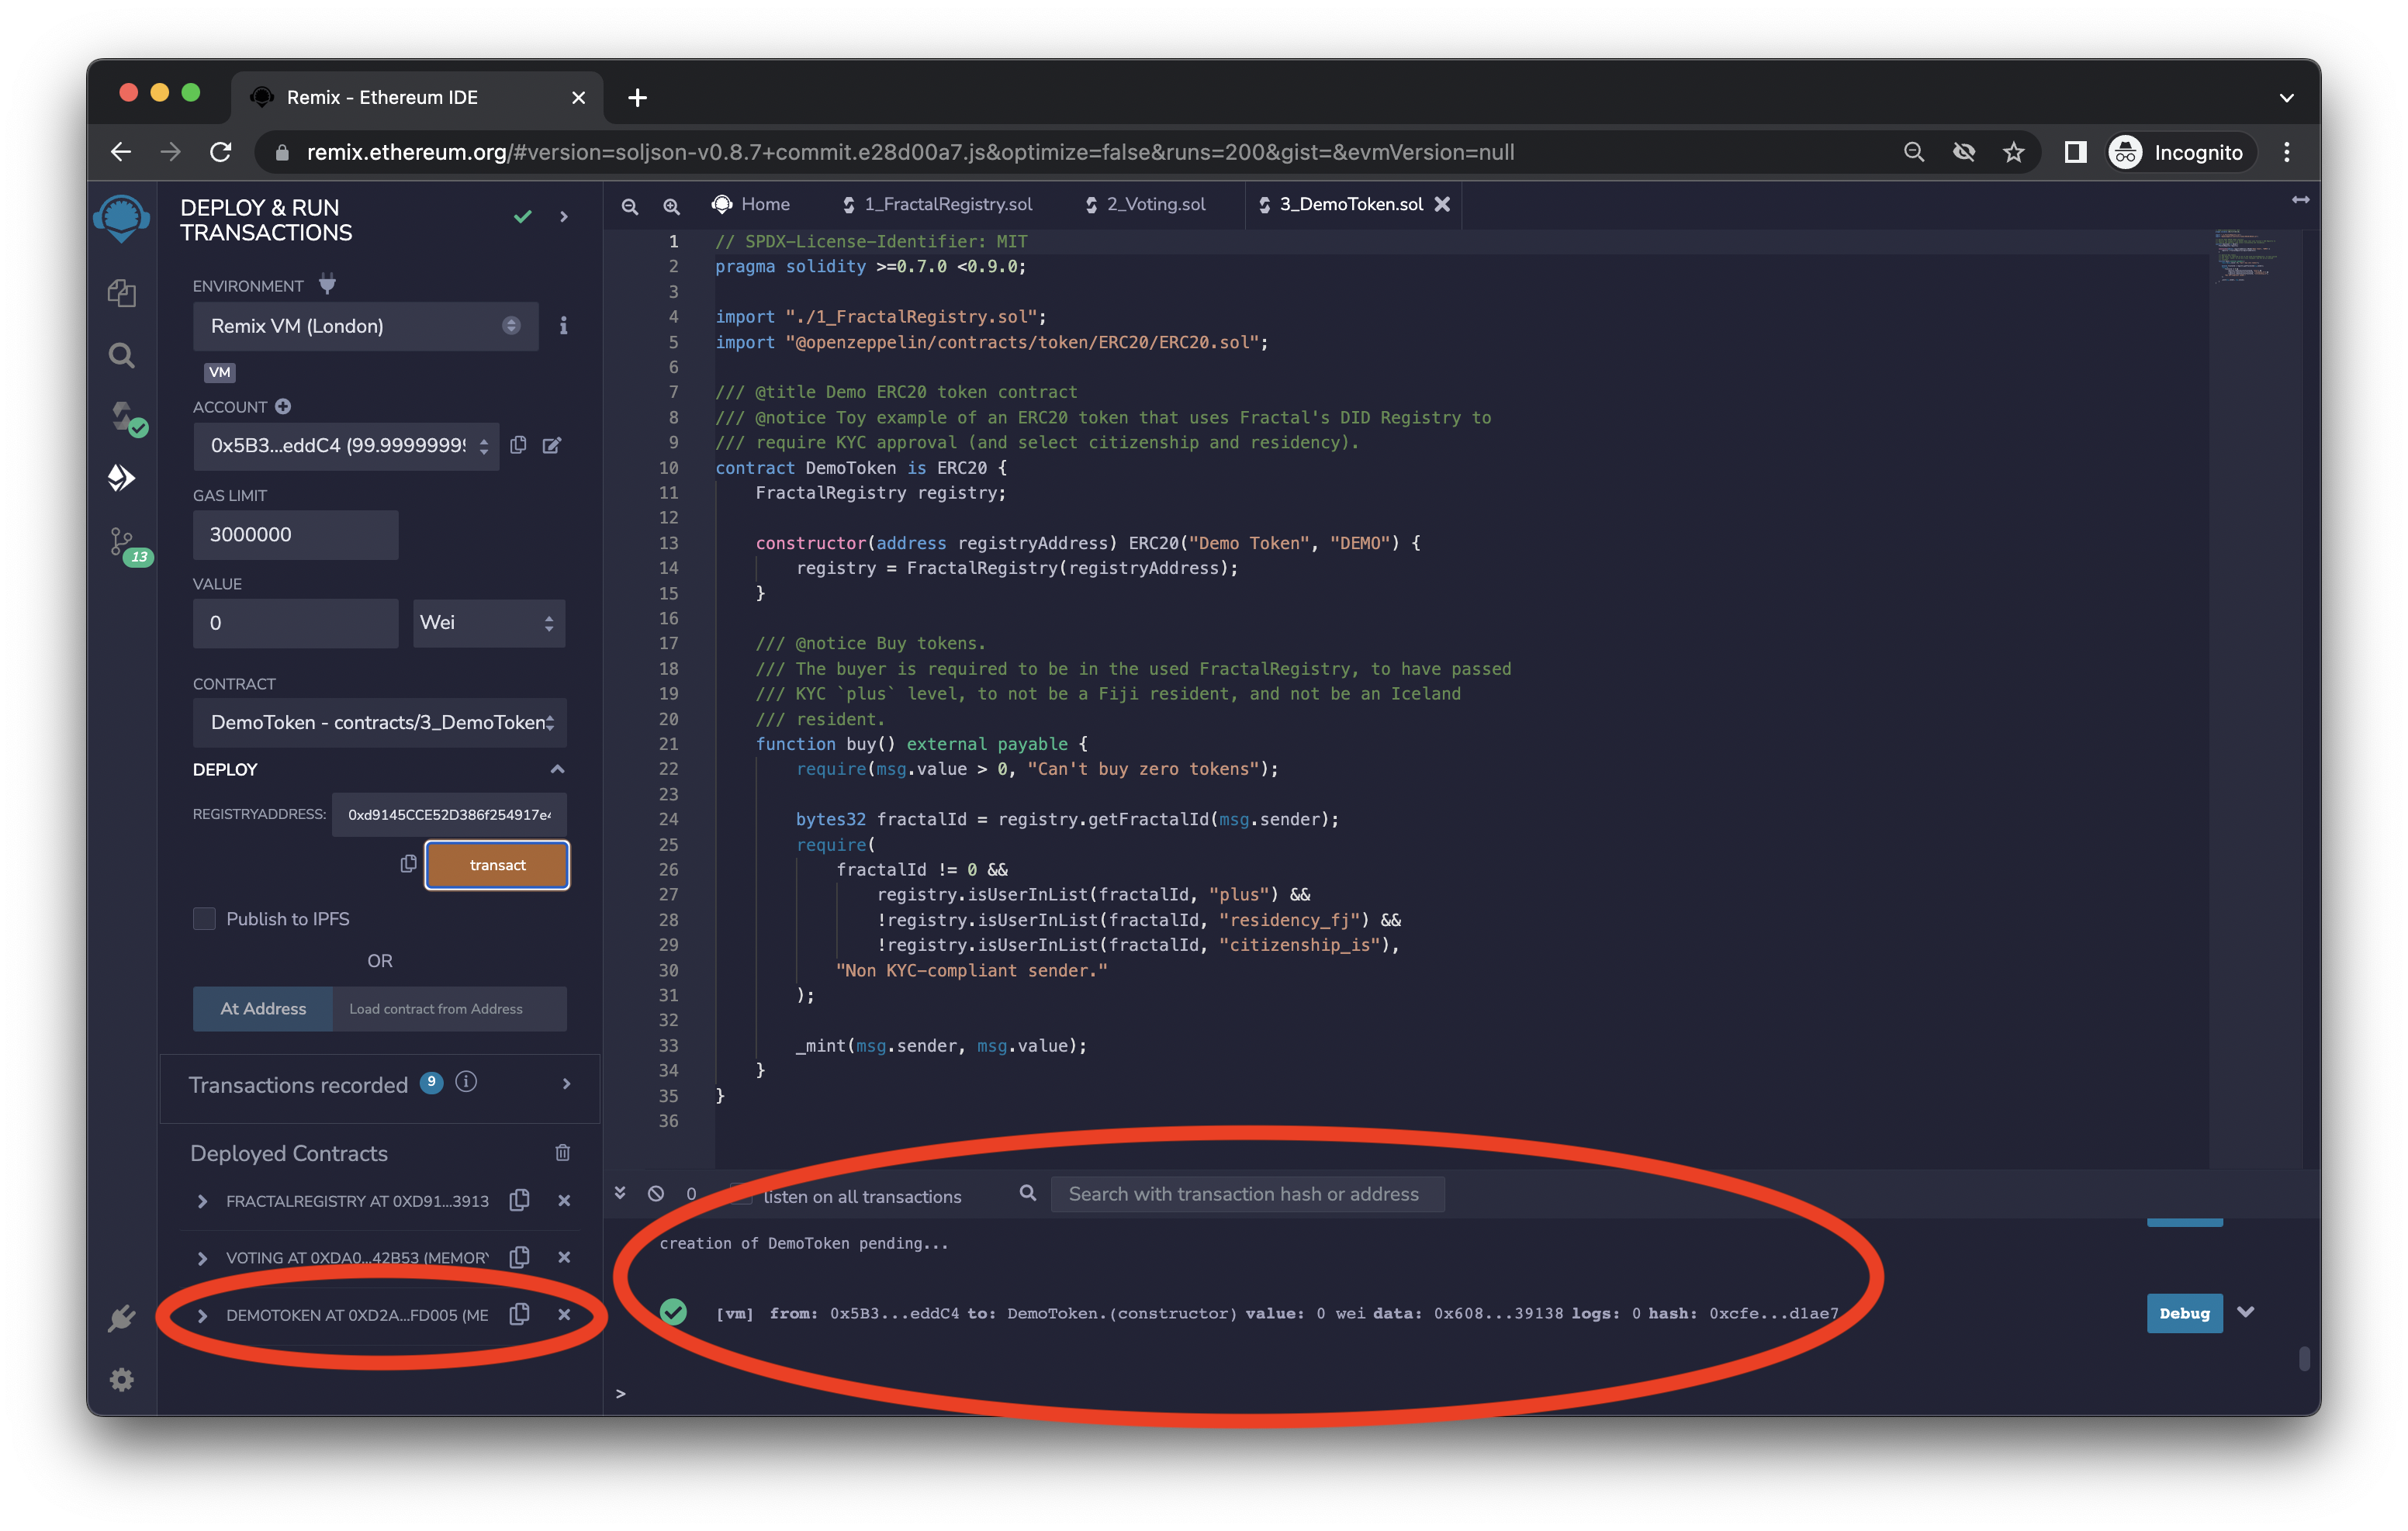 Remix - Ethereum IDE
remix.ethereum.org/#version=soljson-v0.8.7+commit.e28d00a7.js&optimize=false&runs=200&gist=&evmVersion=null
Incognito
DEPLOY & RUN
TRANSACTIONS
ENVIRONMENT
Remix VM (London)
VM
ACCOUNT
0x5B3...eddC4 (99.9999999
GAS LIMIT
3000000
VALUE
0
Wei
CONTRACT
DemoToken - contracts/3_DemoToken
DEPLOY
REGISTRYADDRESS:
0xd9145CCE52D386f254917e
transact
Publish to IPFS
OR
At Address
Load contract from Address
Transactions recorded 9
Deployed Contracts
FRACTALREGISTRY AT 0XD91...3913
VOTING AT 0XDA0...42B53 (MEMORY
DEMOTOKEN AT 0XD2A...FD005 (ME
13
Home
1_FractalRegistry.sol
2_Voting.sol
3_DemoToken.sol
1 // SPDX-License-Identifier: MIT
2 pragma solidity >=0.7.0 <0.9.0;
3
4 import "./1_FractalRegistry.sol";
5 import "@openzeppelin/contracts/token/ERC20/ERC20.sol";
6
7 /// @title Demo ERC20 token contract
8 /// @notice Toy example of an ERC20 token that uses Fractal's DID Registry to
9 /// require KYC approval (and select citizenship and residency).
10 contract DemoToken is ERC20 {
11 FractalRegistry registry;
12
13 constructor(address registryAddress) ERC20("Demo Token", "DEMO") {
14 registry = FractalRegistry(registryAddress);
15 }
16
17 /// @notice Buy tokens.
18 /// The buyer is required to be in the used FractalRegistry, to have passed
19 /// KYC `plus` level, to not be a Fiji resident, and not be an Iceland
20 /// resident.
21 function buy() external payable {
22 require(msg.value > 0, "Can't buy zero tokens");
23
24 bytes32 fractalId = registry.getFractalId(msg.sender);
25 require(
26 fractalId != 0 &&
27 registry.isUserInList(fractalId, "plus") &&
28 !registry.isUserInList(fractalId, "residency_fj") &&
29 !registry.isUserInList(fractalId, "citizenship_is"),
30 "Non KYC-compliant sender."
31 );
32
33 _mint(msg.sender, msg.value);
34 }
35 }
36
0
listen on all transactions
Search with transaction hash or address
creation of DemoToken pending...
[vm] from: 0x5B3...eddC4 to: DemoToken.(constructor) value: 0 wei data: 0x608...39138 logs: 0 hash: 0xcfe...d1ae7
Debug
>